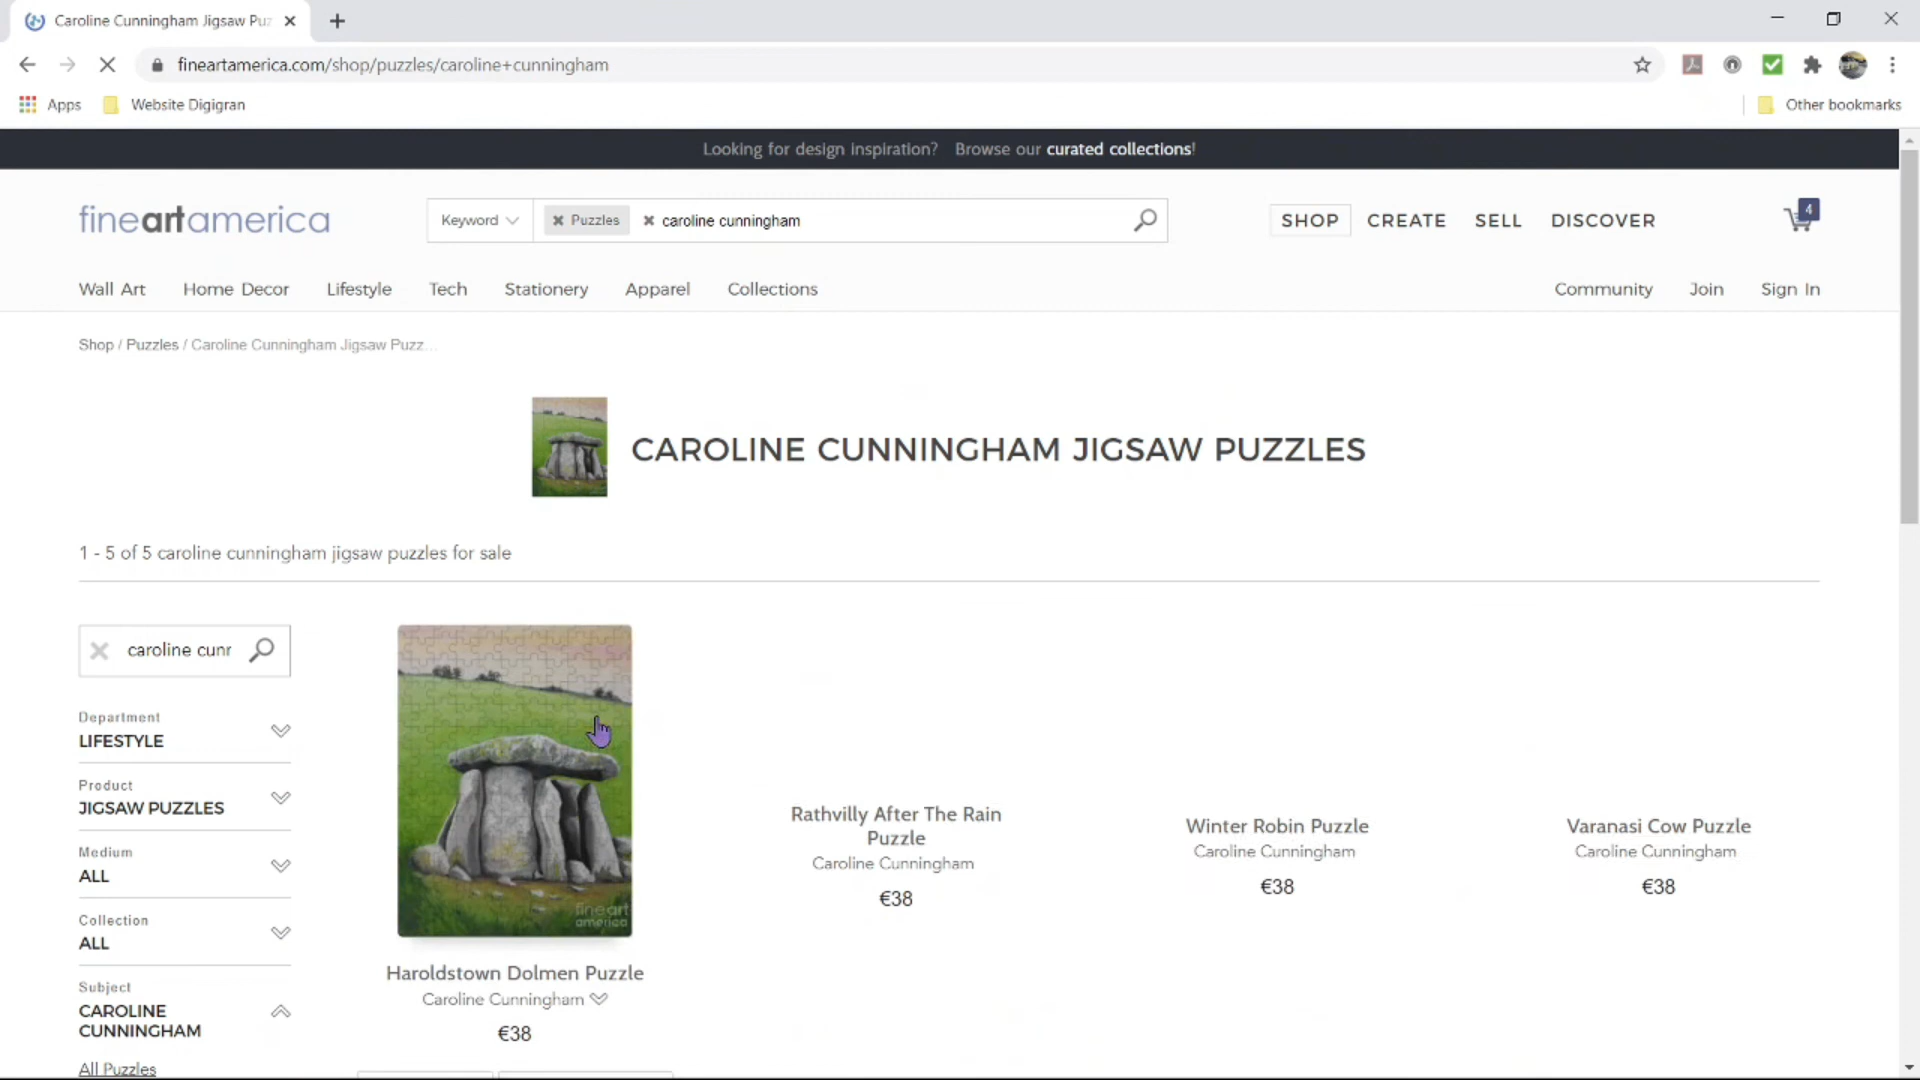 Caroline Cunningham Jigsaw Puz
fineartamerica.com/shop/puzzles/caroline+cunningham
Apps
Website Digigran
Other bookmarks
Looking for design inspiration? Browse our curated collections!
fineartamerica
Keyword
Puzzles
caroline cunningham
SHOP
CREATE
SELL
DISCOVER
4
Wall Art
Home Decor
Lifestyle
Tech
Stationery
Apparel
Collections
Community
Join
Sign In
Shop / Puzzles / Caroline Cunningham Jigsaw Puzz...
CAROLINE CUNNINGHAM JIGSAW PUZZLES
1 - 5 of 5 caroline cunningham jigsaw puzzles for sale
caroline cunr
Department
LIFESTYLE
Product
JIGSAW PUZZLES
Medium
ALL
Collection
ALL
Subject
CAROLINE
CUNNINGHAM
All Puzzles
fineart
america
Haroldstown Dolmen Puzzle
Caroline Cunningham
€38
Rathvilly After The Rain
Puzzle
Caroline Cunningham
€38
Winter Robin Puzzle
Caroline Cunningham
€38
Varanasi Cow Puzzle
Caroline Cunningham
€38